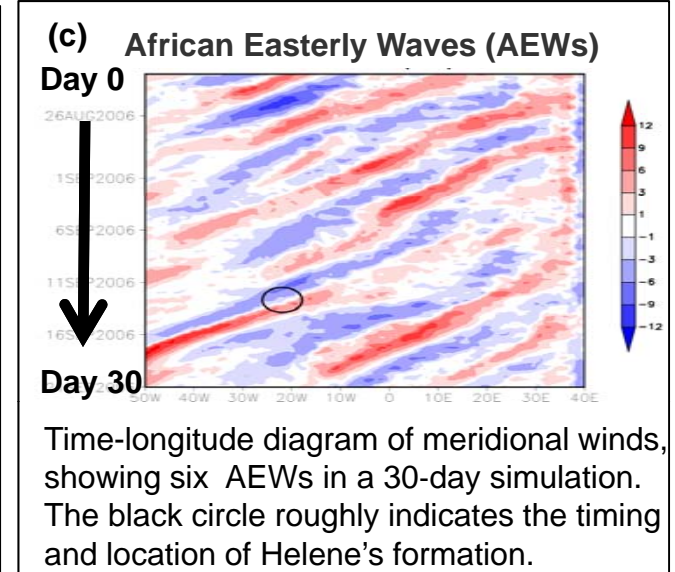 (c)
African Easterly Waves (AEWs)
Day 0
26AUG2006
1SEP2006
6SEP2006
11SEP2006
16SEP2006
Day 30
50W 40W 30W 20W 10W 0 10E 20E 30E 40E
12
9
6
3
1
-1
-3
-6
-9
-12
Time-longitude diagram of meridional winds,
showing six AEWs in a 30-day simulation.
The black circle roughly indicates the timing
and location of Helene's formation.